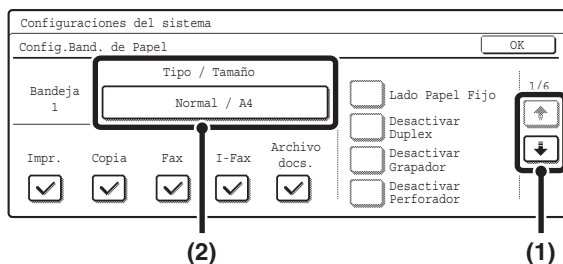 Configuraciones del sistema
Config.Band. de Papel
OK
Tipo / Tamaño
Bandeja
1
Normal / A4
Impr.
Copia
Fax
I-Fax
Archivo
docs.
Lado Papel Fijo
Desactivar
Duplex
Desactivar
Grapador
Desactivar
Perforador
1/6
(2)
(1)